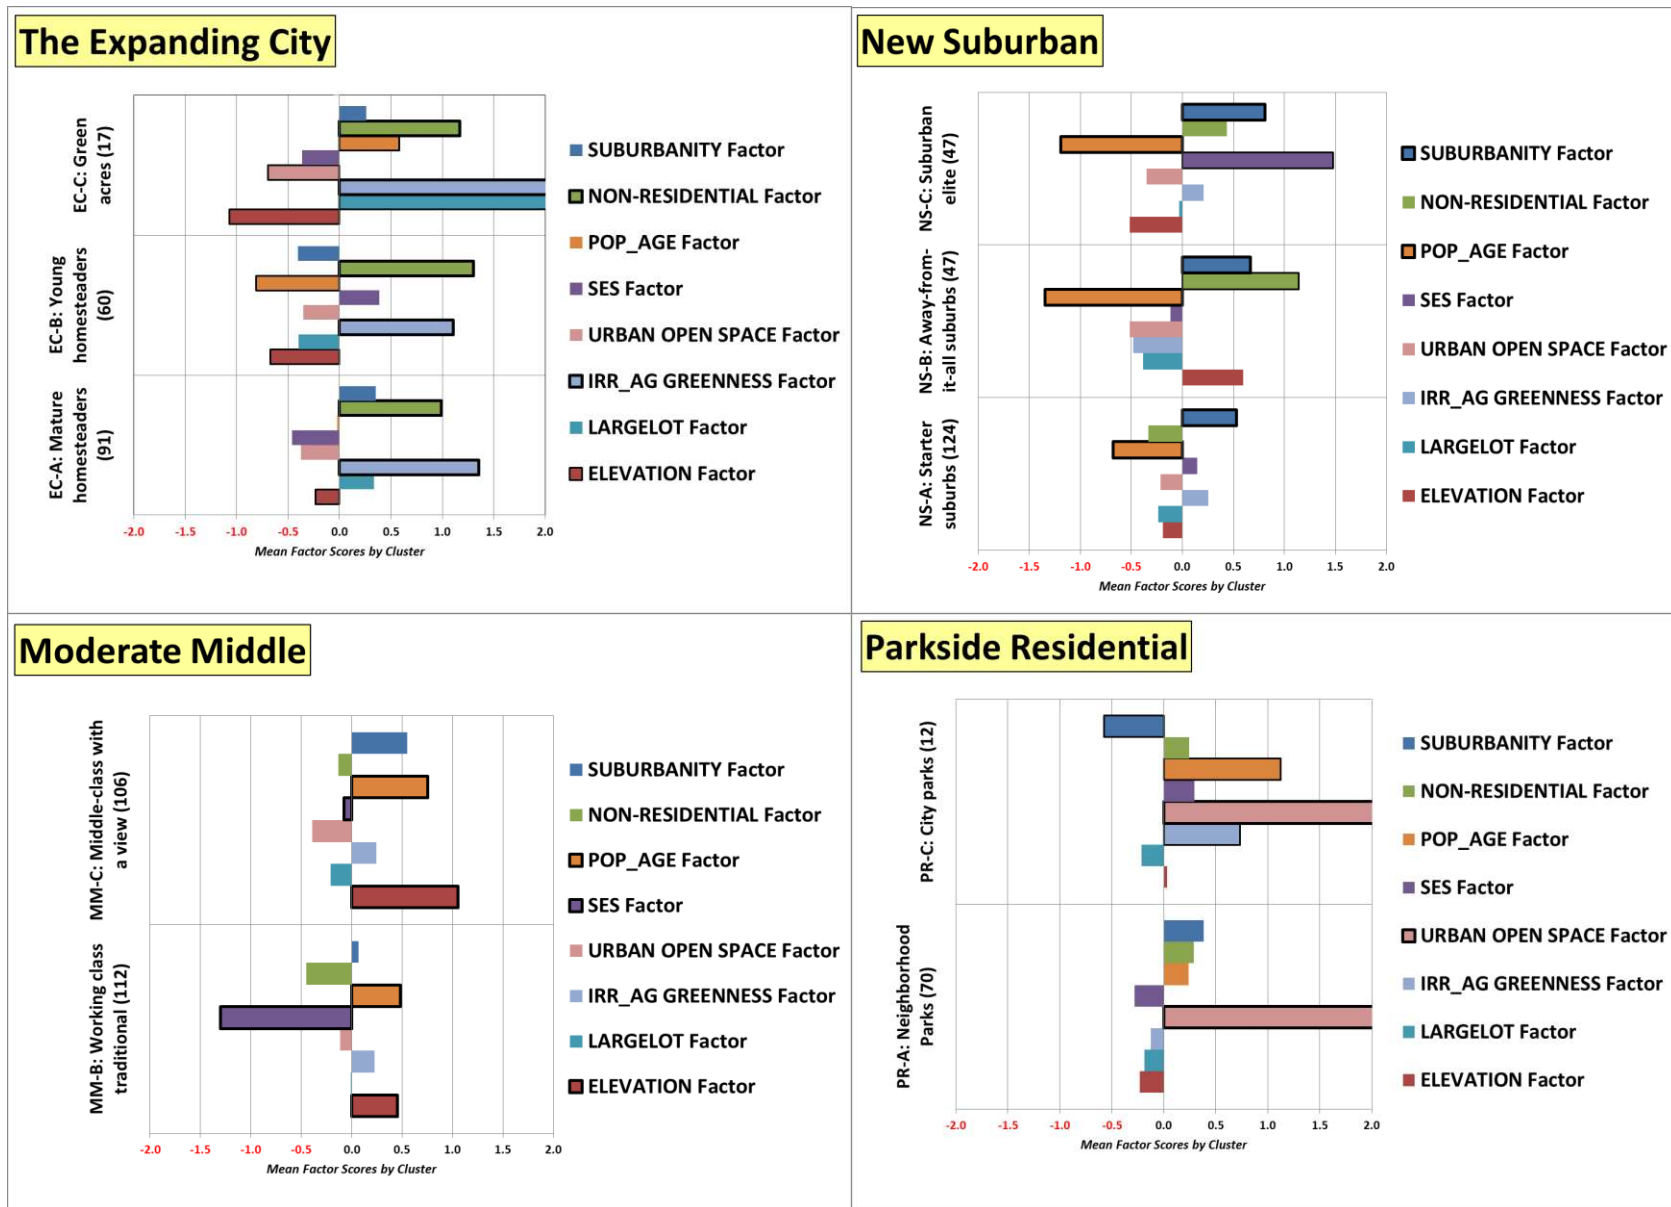 The Expanding City
EC-C: Green
acres (17)
EC-B: Young
homesteaders
(60)
EC-A: Mature
homesteaders
(91)
-2.0 -1.5 -1.0 -0.5 0.0 0.5 1.0 1.5 2.0
Mean Factor Scores by Cluster
SUBURBANITY Factor
NON-RESIDENTIAL Factor
POP_AGE Factor
SES Factor
URBAN OPEN SPACE Factor
IRR_AG GREENNESS Factor
LARGELOT Factor
ELEVATION Factor
New Suburban
NS-C: Suburban
elite (47)
NS-B: Away-from-
it-all suburbs (47)
NS-A: Starter
suburbs (124)
-2.0 -1.5 -1.0 -0.5 0.0 0.5 1.0 1.5 2.0
Mean Factor Scores by Cluster
SUBURBANITY Factor
NON-RESIDENTIAL Factor
POP_AGE Factor
SES Factor
URBAN OPEN SPACE Factor
IRR_AG GREENNESS Factor
LARGELOT Factor
ELEVATION Factor
Moderate Middle
MM-C: Middle-class with
a view (106)
MM-B: Working class
traditional (112)
-2.0 -1.5 -1.0 -0.5 0.0 0.5 1.0 1.5 2.0
Mean Factor Scores by Cluster
SUBURBANITY Factor
NON-RESIDENTIAL Factor
POP_AGE Factor
SES Factor
URBAN OPEN SPACE Factor
IRR_AG GREENNESS Factor
LARGELOT Factor
ELEVATION Factor
Parkside Residential
PR-C: City parks (12)
PR-A: Neighborhood
Parks (70)
-2.0 -1.5 -1.0 -0.5 0.0 0.5 1.0 1.5 2.0
Mean Factor Scores by Cluster
SUBURBANITY Factor
NON-RESIDENTIAL Factor
POP_AGE Factor
SES Factor
URBAN OPEN SPACE Factor
IRR_AG GREENNESS Factor
LARGELOT Factor
ELEVATION Factor